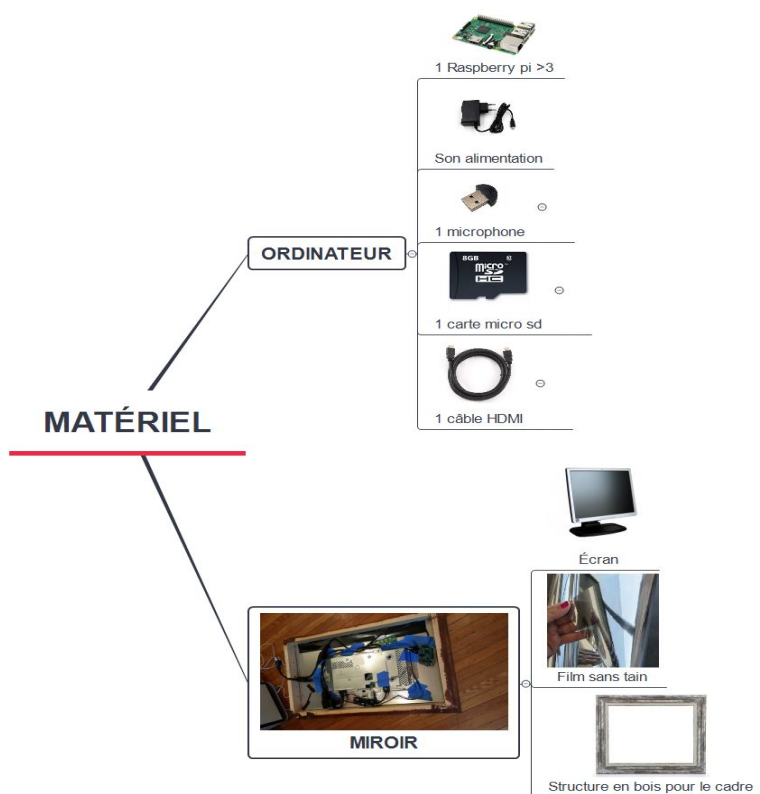 1 Raspberry pi >3
Son alimentation
1 microphone
ORDINATEUR
8GB
micro
SD
HC
1 carte micro sd
1 câble HDMI
MATÉRIEL
Écran
Film sans tain
MIROIR
Structure en bois pour le cadre